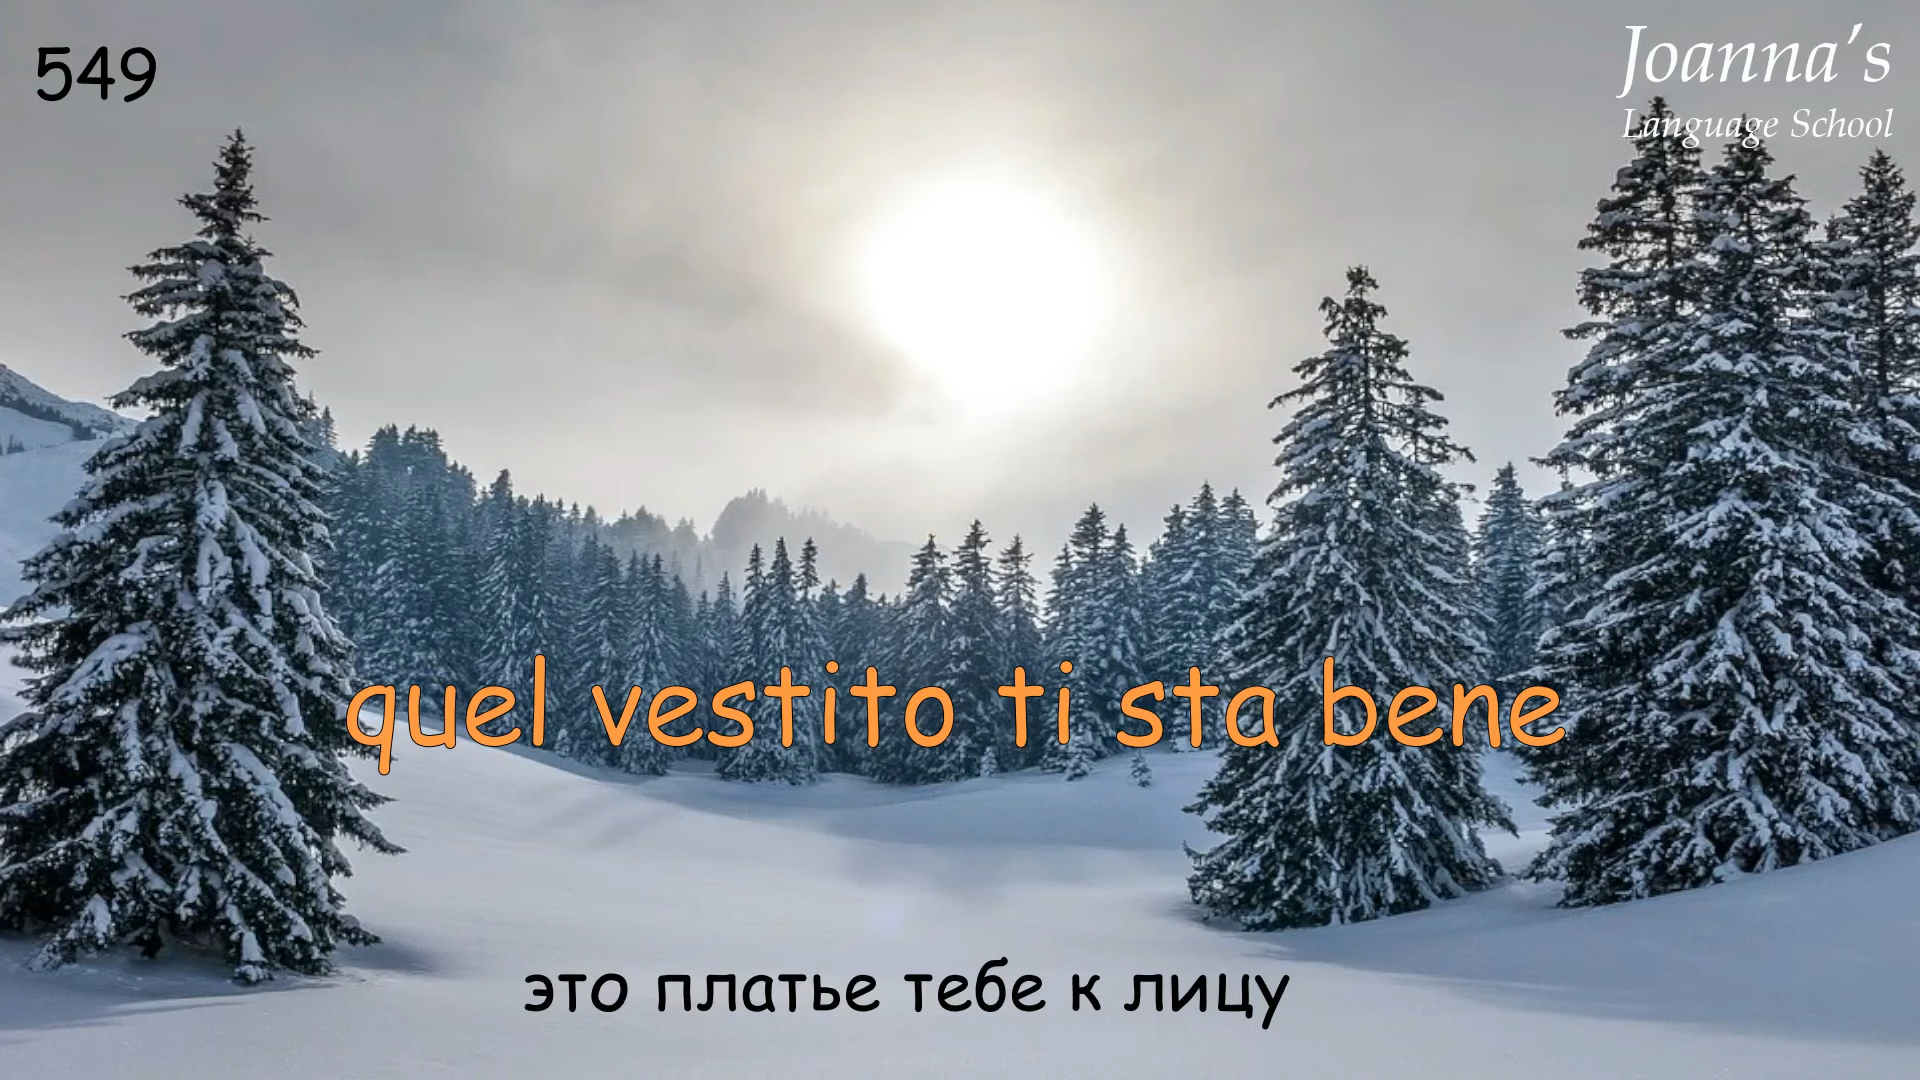 549
Joanna's
Language School
quel vestito ti sta bene
это платье тебе к лицу